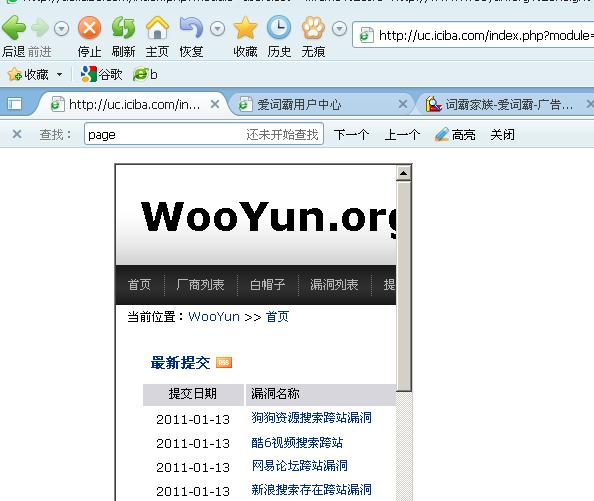 后退 前进 停止 刷新 主页 恢复 收藏 历史 无痕 http://uc.iciba.com/index.php?module=
收藏 谷歌 b
http://uc.iciba.com/in... 爱词霸用户中心 词霸家族-爱词霸-广告...
查找： page 还未开始查找 下一个 上一个 高亮 关闭
WooYun.org
首页 厂商列表 白帽子 漏洞列表 提
当前位置：WooYun >> 首页
最新提交 RSS
提交日期 漏洞名称
2011-01-13 狗狗资源搜索跨站漏洞
2011-01-13 酷6视频搜索跨站
2011-01-13 网易论坛跨站漏洞
2011-01-13 新浪搜索存在跨站漏洞